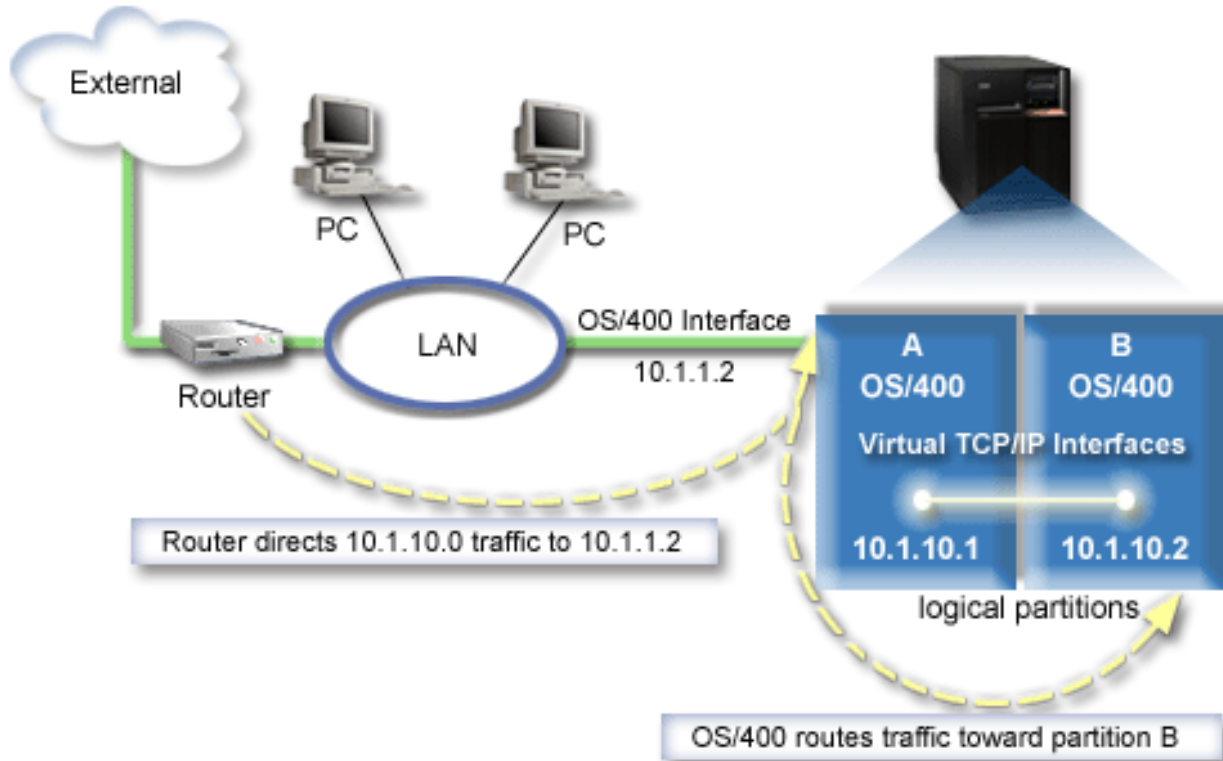 External
PC
PC
OS/400 Interface
LAN
10.1.1.2
Router
A
OS/400
B
OS/400
Virtual TCP/IP Interfaces
10.1.10.1
10.1.10.2
Router directs 10.1.10.0 traffic to 10.1.1.2
logical partitions
OS/400 routes traffic toward partition B